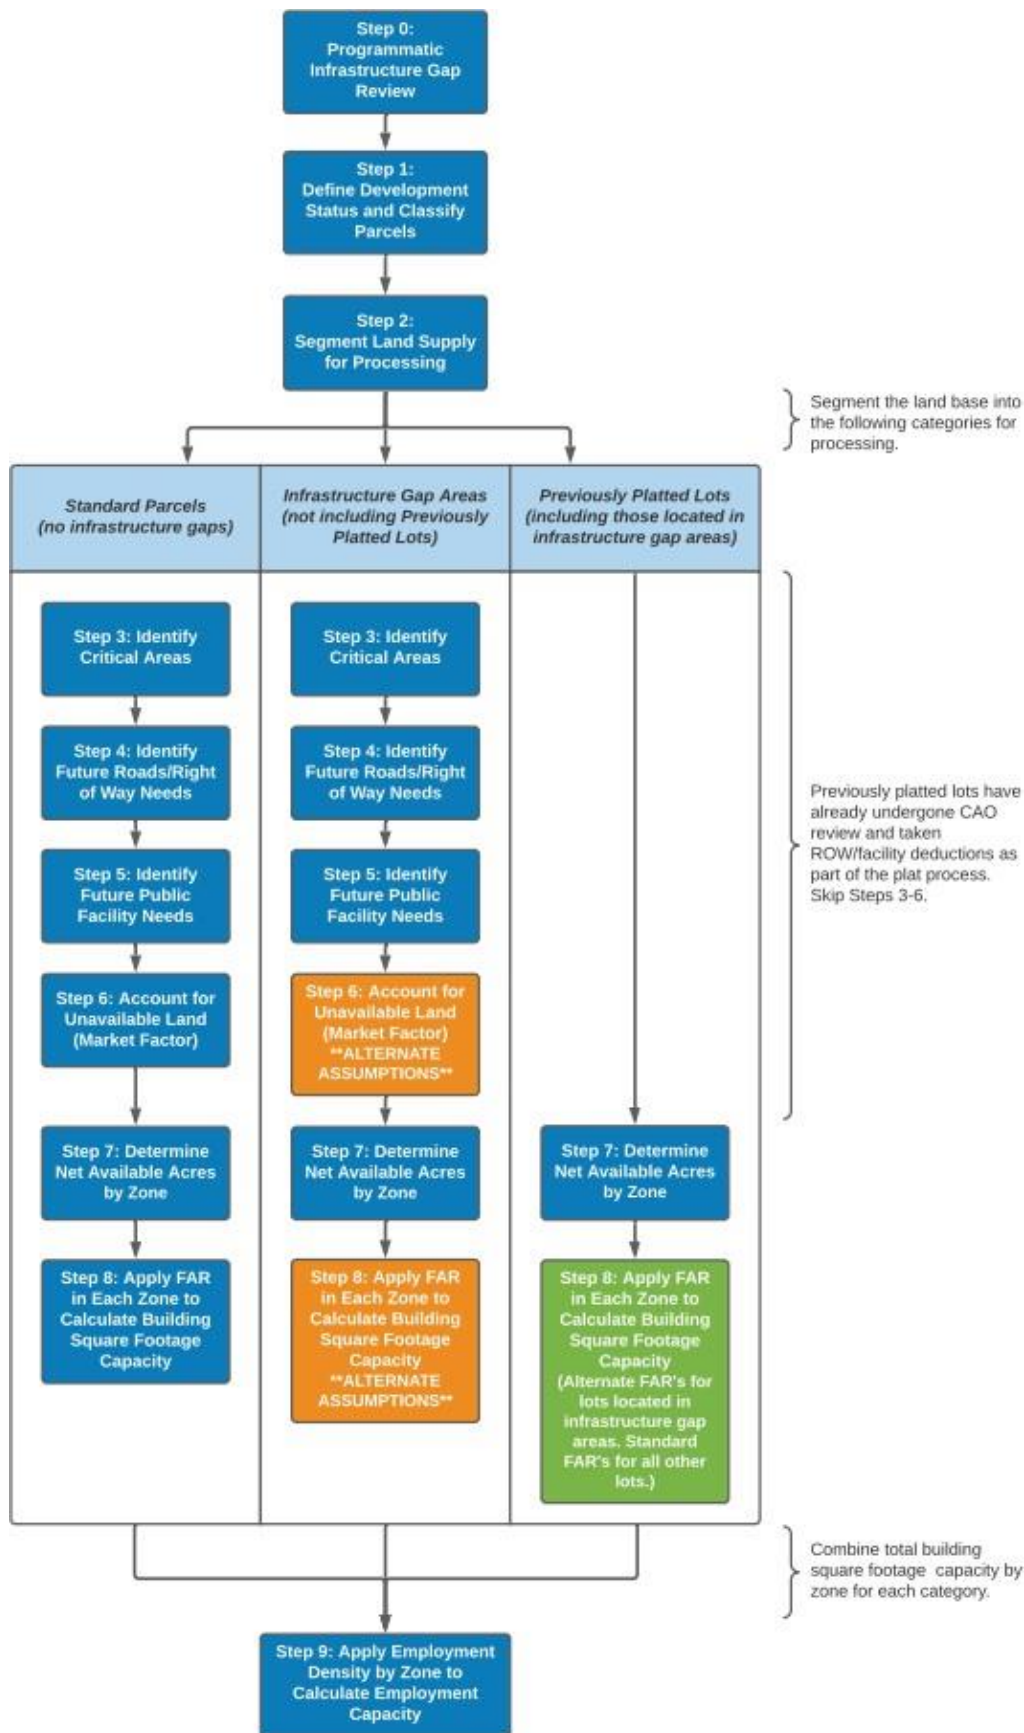 Step 0:
Programmatic
Infrastructure Gap
Review
Step 1:
Define Development
Status and Classify
Parcels
Step 2:
Segment Land Supply
for Processing
Segment the land base into
the following categories for
processing.
Standard Parcels
(no infrastructure gaps)
Infrastructure Gap Areas
(not including Previously
Platted Lots)
Previously Platted Lots
(including those located in
infrastructure gap areas)
Step 3: Identify
Critical Areas
Step 4: Identify
Future Roads/Right
of Way Needs
Step 5: Identify
Future Public
Facility Needs
Step 6: Account for
Unavailable Land
(Market Factor)
Step 7: Determine
Net Available Acres
by Zone
Step 8: Apply FAR
in Each Zone to
Calculate Building
Square Footage
Capacity
Step 3: Identify
Critical Areas
Step 4: Identify
Future Roads/Right
of Way Needs
Step 5: Identify
Future Public
Facility Needs
Step 6: Account for
Unavailable Land
(Market Factor)
**ALTERNATE
ASSUMPTIONS**
Step 7: Determine
Net Available Acres
by Zone
Step 8: Apply FAR
in Each Zone to
Calculate Building
Square Footage
Capacity
**ALTERNATE
ASSUMPTIONS**
Step 7: Determine
Net Available Acres
by Zone
Step 8: Apply FAR
in Each Zone to
Calculate Building
Square Footage
Capacity
(Alternate FAR's for
lots located in
infrastructure gap
areas. Standard
FAR's for all other
lots.)
Previously platted lots have
already undergone CAO
review and taken
ROW/facility deductions as
part of the plat process.
Skip Steps 3-6.
Combine total building
square footage capacity by
zone for each category.
Step 9: Apply Employment
Density by Zone to
Calculate Employment
Capacity